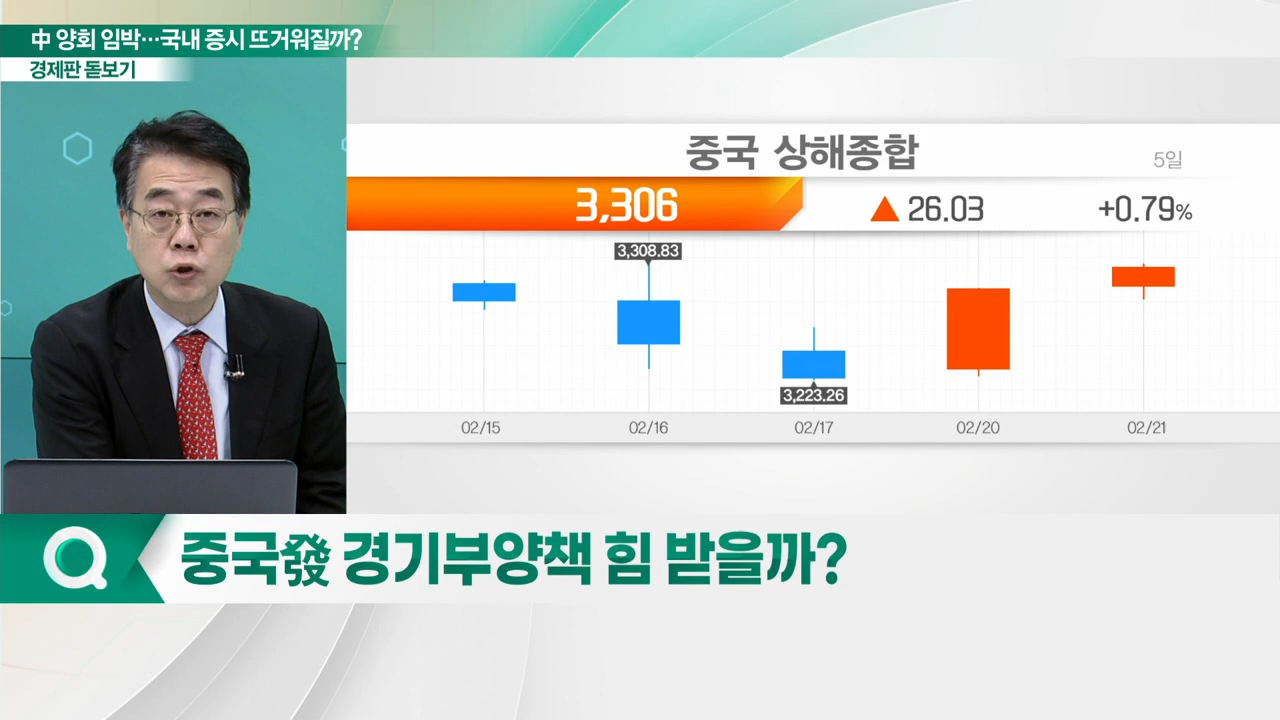 中 양회 임박…국내 증시 뜨거워질까?
경제판 돋보기
중국 상해종합
5일
3,306 ▲ 26.03 +0.79%
3,308.83
3,223.26
02/15 02/16 02/17 02/20 02/21
중국發 경기부양책 힘 받을까?